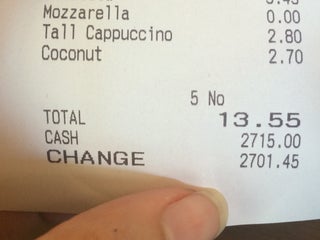 Mozzarella 0.00
Tall Cappuccino 2.80
Coconut 2.70
5 No
TOTAL 13.55
CASH 2715.00
CHANGE 2701.45